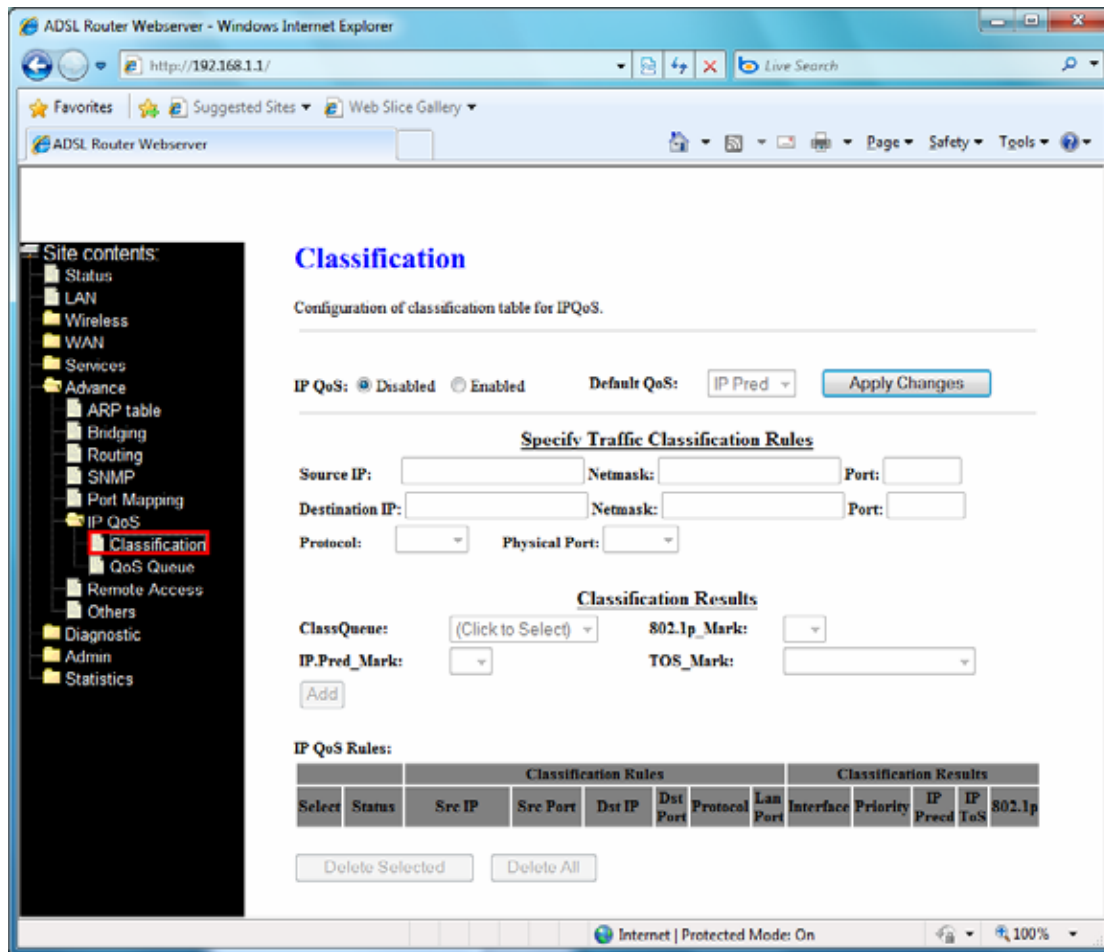 ADSL Router Webserver - Windows Internet Explorer
http://192.168.1.1/
Live Search
Favorites Suggested Sites Web Slice Gallery
ADSL Router Webserver
Page Safety Tools
Site contents:
Status
LAN
Wireless
WAN
Services
Advance
ARP table
Bridging
Routing
SNMP
Port Mapping
IP QoS
Classification
QoS Queue
Remote Access
Others
Diagnostic
Admin
Statistics
Classification
Configuration of classification table for IPQoS.
IP QoS: Disabled Enabled Default QoS: IP Pred Apply Changes
Specify Traffic Classification Rules
Source IP: Netmask: Port:
Destination IP: Netmask: Port:
Protocol: Physical Port:
Classification Results
ClassQueue: (Click to Select) 802.1p_Mark:
IP.Pred_Mark: TOS_Mark:
Add
IP QoS Rules:
Classification Rules Classification Results
Select Status Src IP Src Port Dst IP Dst Port Protocol Lan Port Interface Priority IP Precd IP ToS 802.1p
Delete Selected Delete All
Internet | Protected Mode: On 100%